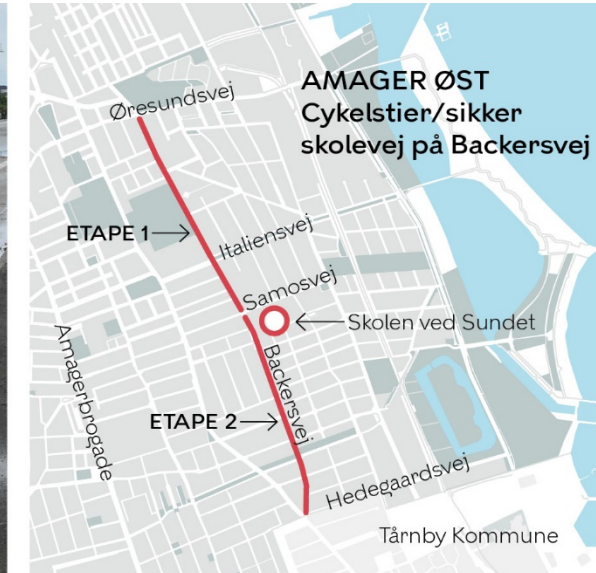 AMAGER ØST
Cykelstier/sikker
skolevej på Backersvej
Øresundsvej
ETAPE 1
Italiensvej
Samosvej
Skolen ved Sundet
Amagerbrogade
Backersvej
ETAPE 2
Hedegaardsvej
Tårnby Kommune